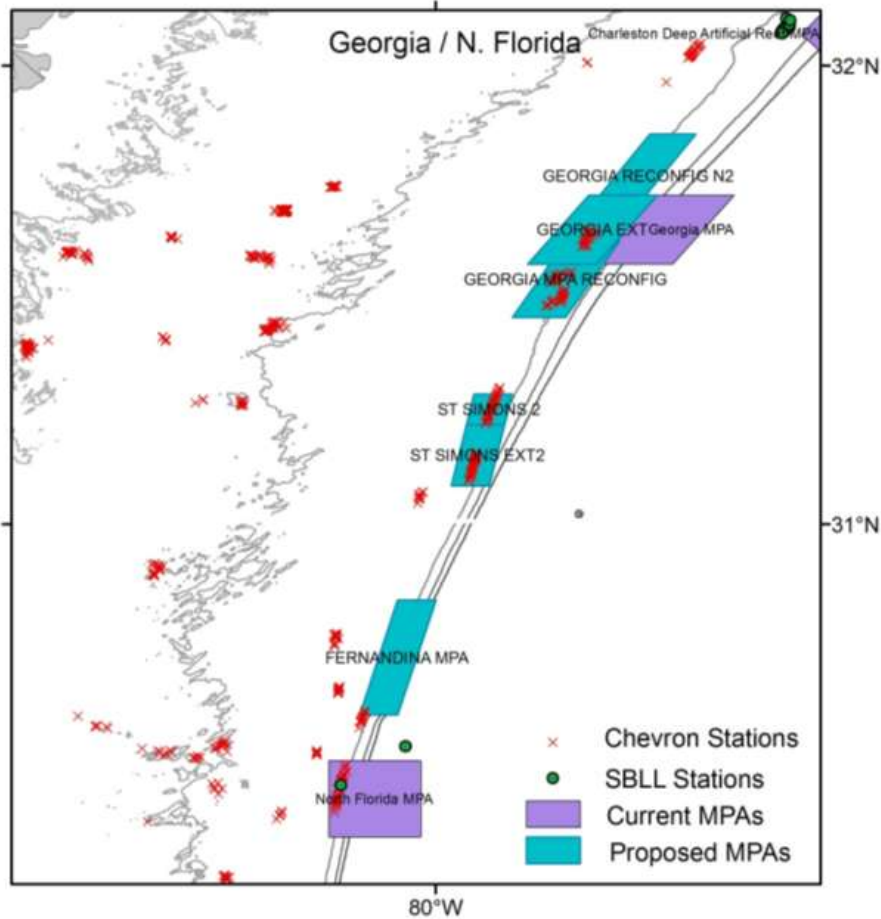 Georgia / N. Florida
Charleston Deep Artificial Reef MPA
32°N
GEORGIA RECONFIG N2
GEORGIA EXT
Georgia MPA
GEORGIA MPA RECONFIG
ST SIMONS 2
ST SIMONS EXT2
31°N
FERNANDINA MPA
North Florida MPA
Chevron Stations
SBLL Stations
Current MPAs
Proposed MPAs
80°W